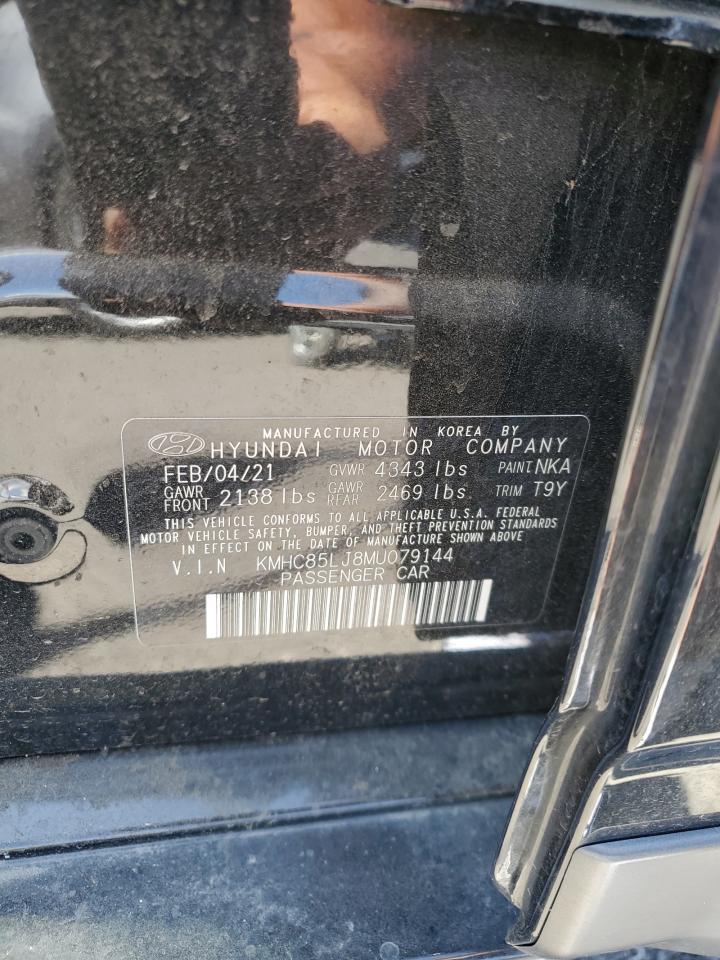 MANUFACTURED IN KOREA BY
HYUNDAI MOTOR COMPANY
FEB/04/21 GVWR 4343 lbs PAINT NKA
GAWR FRONT 2138 lbs GAWR REAR 2469 lbs TRIM T9Y
THIS VEHICLE CONFORMS TO ALL APPLICABLE U.S.A. FEDERAL
MOTOR VEHICLE SAFETY, BUMPER, AND THEFT PREVENTION STANDARDS
IN EFFECT ON THE DATE OF MANUFACTURE SHOWN ABOVE
V.I.N KMHC85LJ8MU079144
PASSENGER CAR